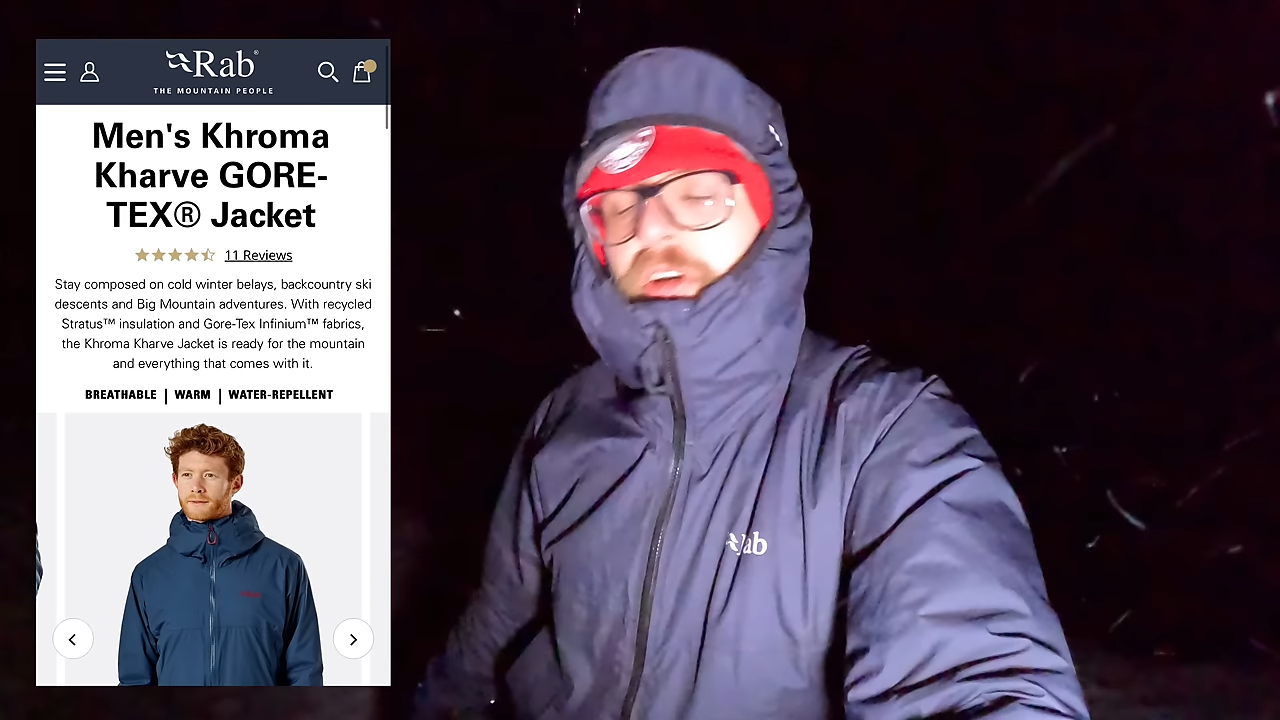 Rab®
THE MOUNTAIN PEOPLE
Men's Khroma
Kharve GORE-
TEX® Jacket
11 Reviews
Stay composed on cold winter belays, backcountry ski
descents and Big Mountain adventures. With recycled
Stratus™ insulation and Gore-Tex Infinium™ fabrics,
the Khroma Kharve Jacket is ready for the mountain
and everything that comes with it.
BREATHABLE | WARM | WATER-REPELLENT
Rab